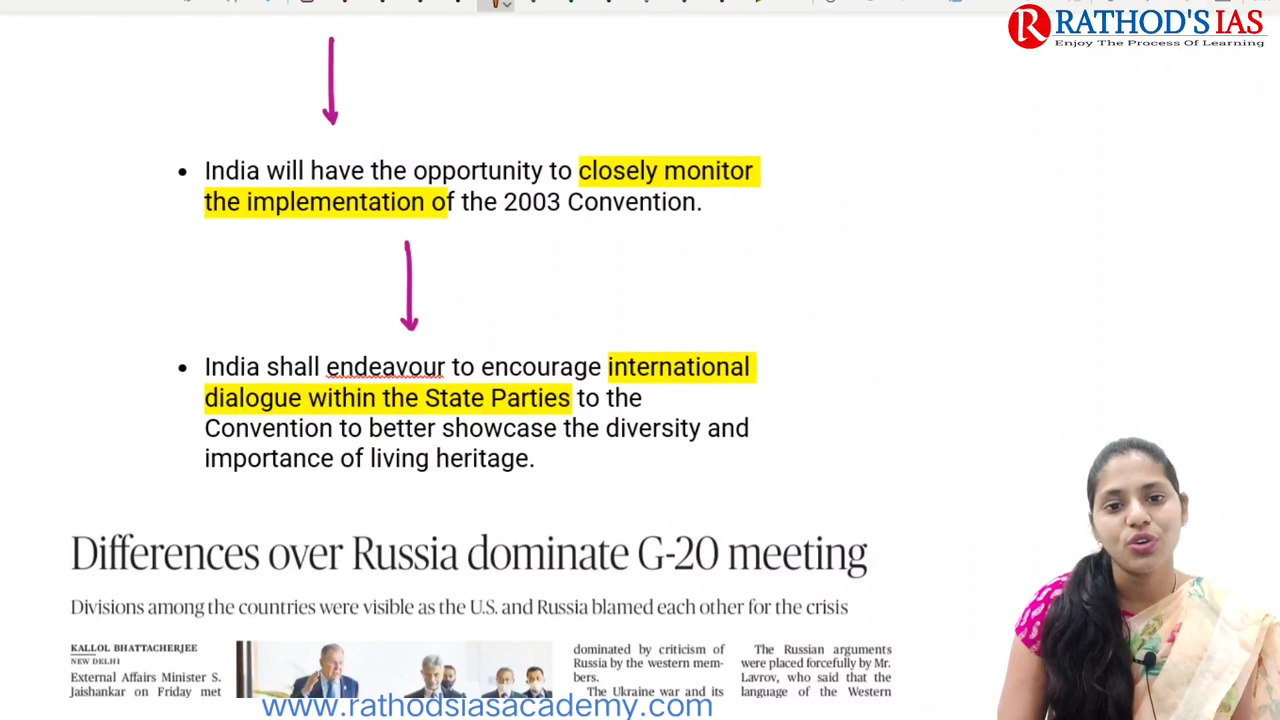 R RATHOD'S IAS
Enjoy The Process Of Learning
• India will have the opportunity to closely monitor
the implementation of the 2003 Convention.
• India shall endeavour to encourage international
dialogue within the State Parties to the
Convention to better showcase the diversity and
importance of living heritage.
Differences over Russia dominate G-20 meeting
Divisions among the countries were visible as the U.S. and Russia blamed each other for the crisis
KALLOL BHATTACHERJEE
NEW DELHI
External Affairs Minister S.
Jaishankar on Friday met
dominated by criticism of
Russia by the western mem-
bers.
The Ukraine war and its
The Russian arguments
were placed forcefully by Mr.
Lavrov, who said that the
language of the Western
www.rathodsiasacademy.com